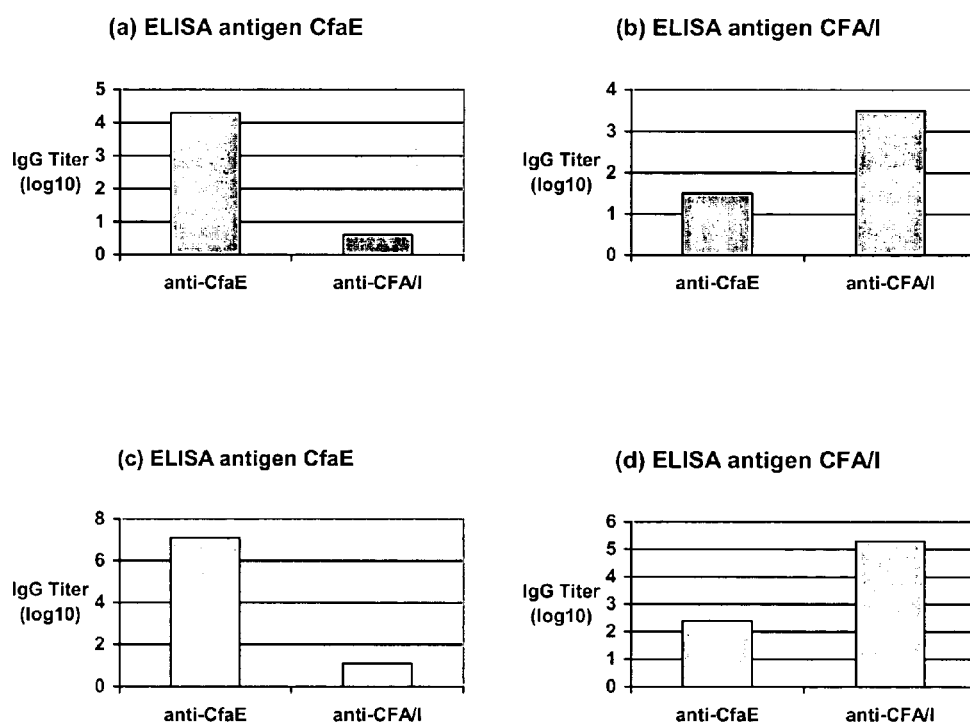 (a) ELISA antigen CfaE
5
4
3
2
1
0
IgG Titer
(log10)
anti-CfaE
anti-CFA/I
(b) ELISA antigen CFA/I
4
3
2
1
0
IgG Titer
(log10)
anti-CfaE
anti-CFA/I
(c) ELISA antigen CfaE
8
6
4
2
0
IgG Titer
(log10)
anti-CfaE
anti-CFA/I
(d) ELISA antigen CFA/I
6
5
4
3
2
1
0
IgG Titer
(log10)
anti-CfaE
anti-CFA/I